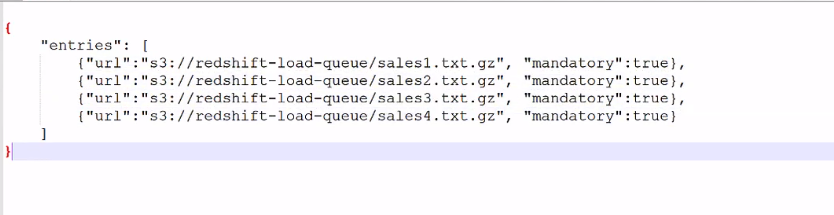 {
"entries": [
{"url":"s3://redshift-load-queue/sales1.txt.gz", "mandatory":true},
{"url":"s3://redshift-load-queue/sales2.txt.gz", "mandatory":true},
{"url":"s3://redshift-load-queue/sales3.txt.gz", "mandatory":true},
{"url":"s3://redshift-load-queue/sales4.txt.gz", "mandatory":true}
]
}